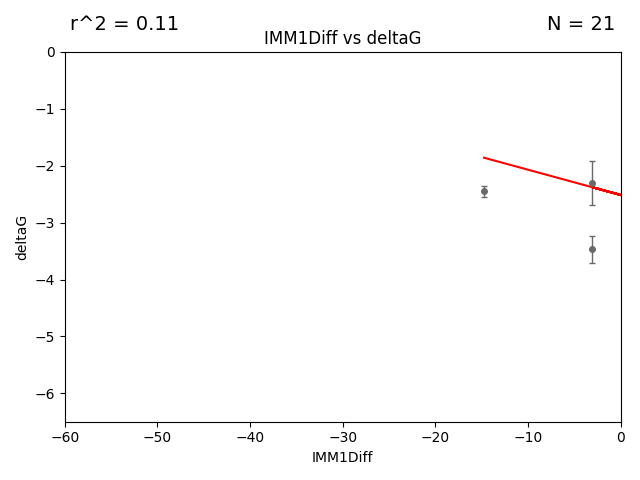 r^2 = 0.11
N = 21
IMM1Diff vs deltaG
0
−1
−2
−3
−4
−5
−6
deltaG
−60 −50 −40 −30 −20 −10 0
IMM1Diff